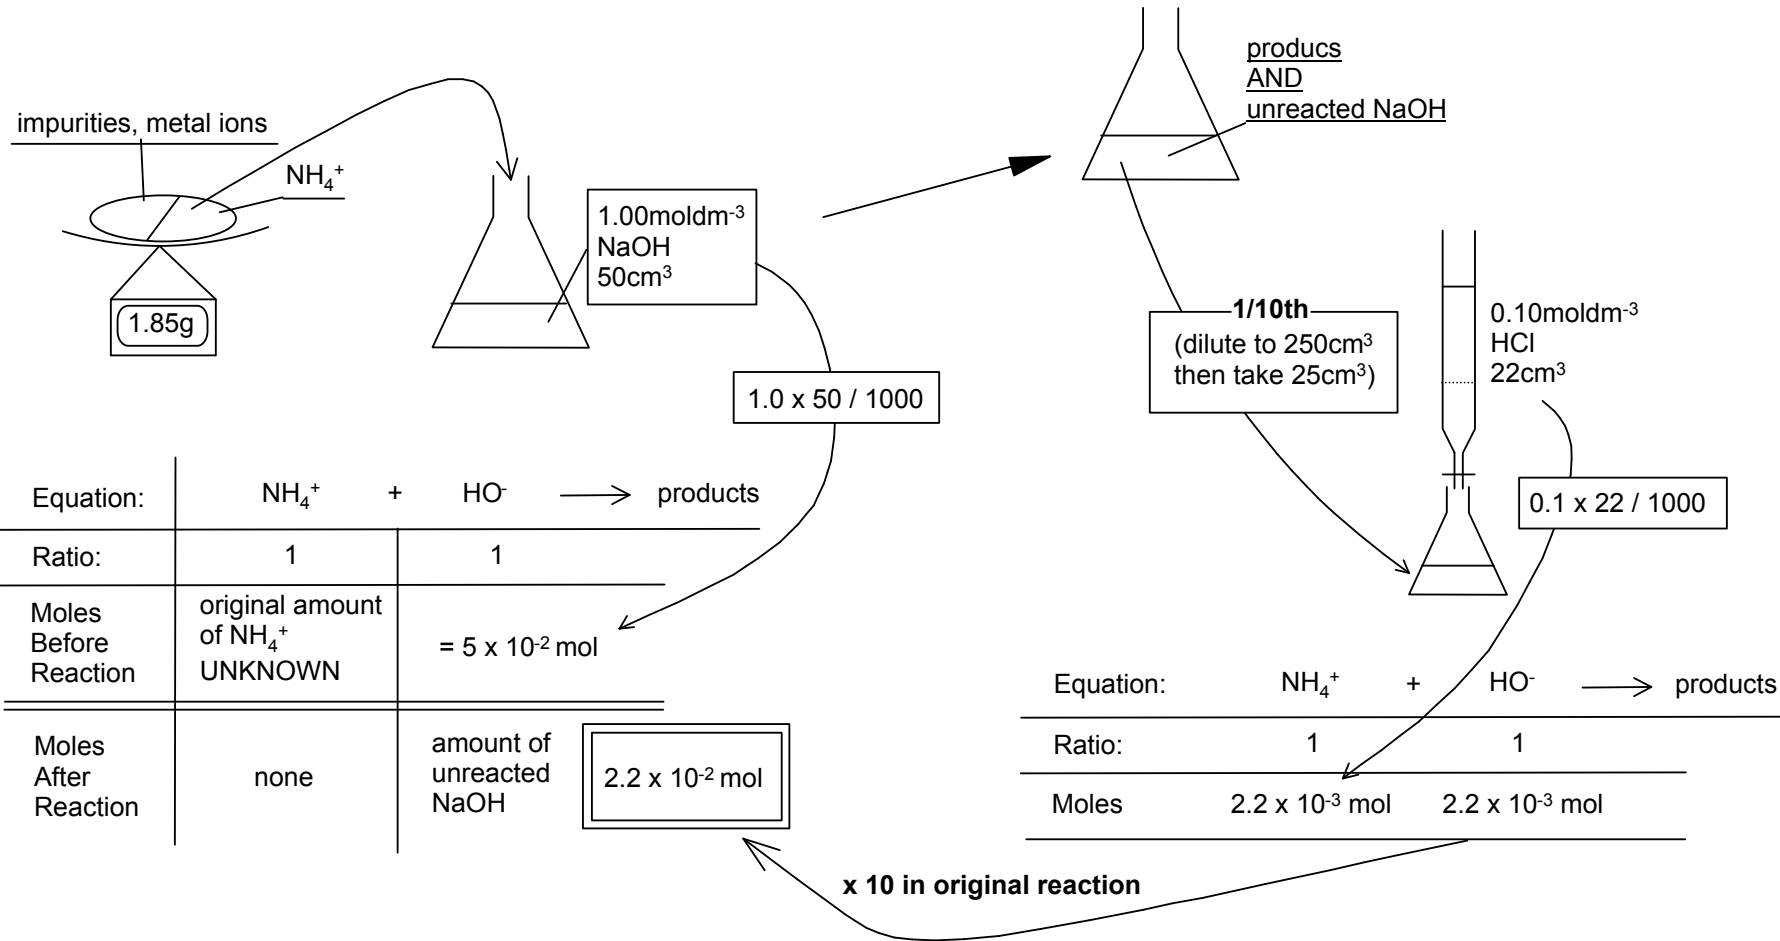 impurities, metal ions
NH₄⁺
1.85g
1.00moldm⁻³
NaOH
50cm³
1.0 x 50 / 1000
producs
AND
unreacted NaOH
1/10th
(dilute to 250cm³
then take 25cm³)
0.10moldm⁻³
HCl
22cm³
0.1 x 22 / 1000
Equation: NH₄⁺ + HO⁻ → products
Ratio: 1 1
Moles
Before
Reaction
original amount
of NH₄⁺
UNKNOWN
= 5 x 10⁻² mol
Moles
After
Reaction
none
amount of
unreacted
NaOH
2.2 x 10⁻² mol
Equation: NH₄⁺ + HO⁻ → products
Ratio: 1 1
Moles 2.2 x 10⁻³ mol 2.2 x 10⁻³ mol
x 10 in original reaction